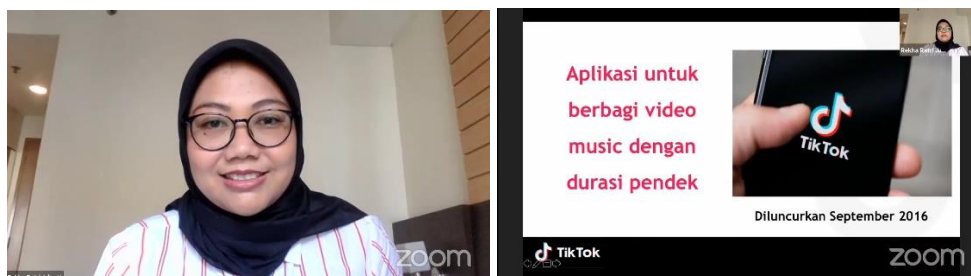 zoom
Aplikasi untuk
berbagi video
music dengan
durasi pendek
TikTok
Diluncurkan September 2016
TikTok
zoom